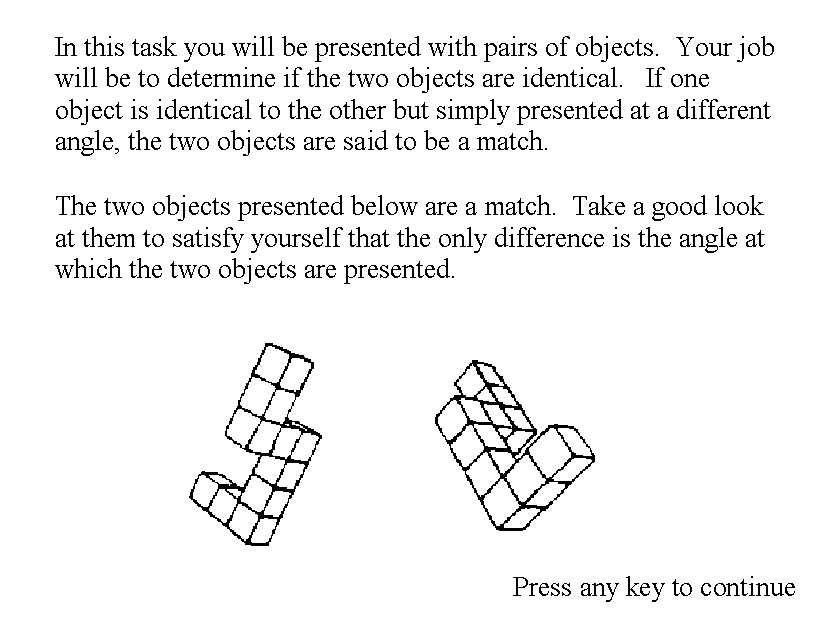 In this task you will be presented with pairs of objects.  Your job
will be to determine if the two objects are identical.   If one
object is identical to the other but simply presented at a different
angle, the two objects are said to be a match.
The two objects presented below are a match.  Take a good look
at them to satisfy yourself that the only difference is the angle at
which the two objects are presented.
Press any key to continue